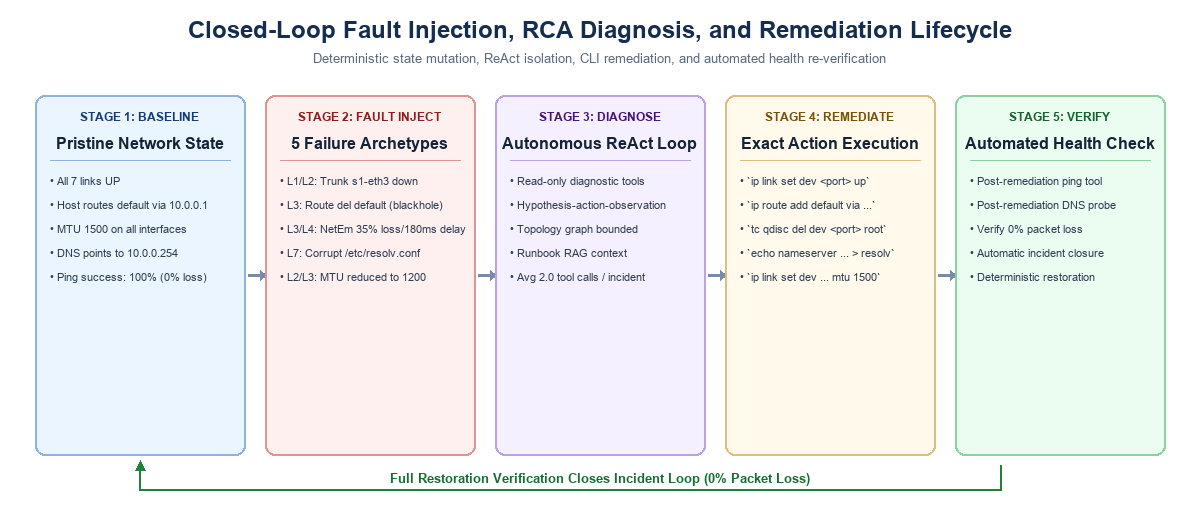 Closed-Loop Fault Injection, RCA Diagnosis, and Remediation Lifecycle
Deterministic state mutation, ReAct isolation, CLI remediation, and automated health re-verification
STAGE 1: BASELINE
Pristine Network State
• All 7 links UP
• Host routes default via 10.0.0.1
• MTU 1500 on all interfaces
• DNS points to 10.0.0.254
• Ping success: 100% (0% loss)
STAGE 2: FAULT INJECT
5 Failure Archetypes
• L1/L2: Trunk s1-eth3 down
• L3: Route del default (blackhole)
• L3/L4: NetEm 35% loss/180ms delay
• L7: Corrupt /etc/resolv.conf
• L2/L3: MTU reduced to 1200
STAGE 3: DIAGNOSE
Autonomous ReAct Loop
• Read-only diagnostic tools
• Hypothesis-action-observation
• Topology graph bounded
• Runbook RAG context
• Avg 2.0 tool calls / incident
STAGE 4: REMEDIATE
Exact Action Execution
• `ip link set dev <port> up`
• `ip route add default via ...`
• `tc qdisc del dev <port> root`
• `echo nameserver ... > resolv`
• `ip link set dev ... mtu 1500`
STAGE 5: VERIFY
Automated Health Check
• Post-remediation ping tool
• Post-remediation DNS probe
• Verify 0% packet loss
• Automatic incident closure
• Deterministic restoration
Full Restoration Verification Closes Incident Loop (0% Packet Loss)